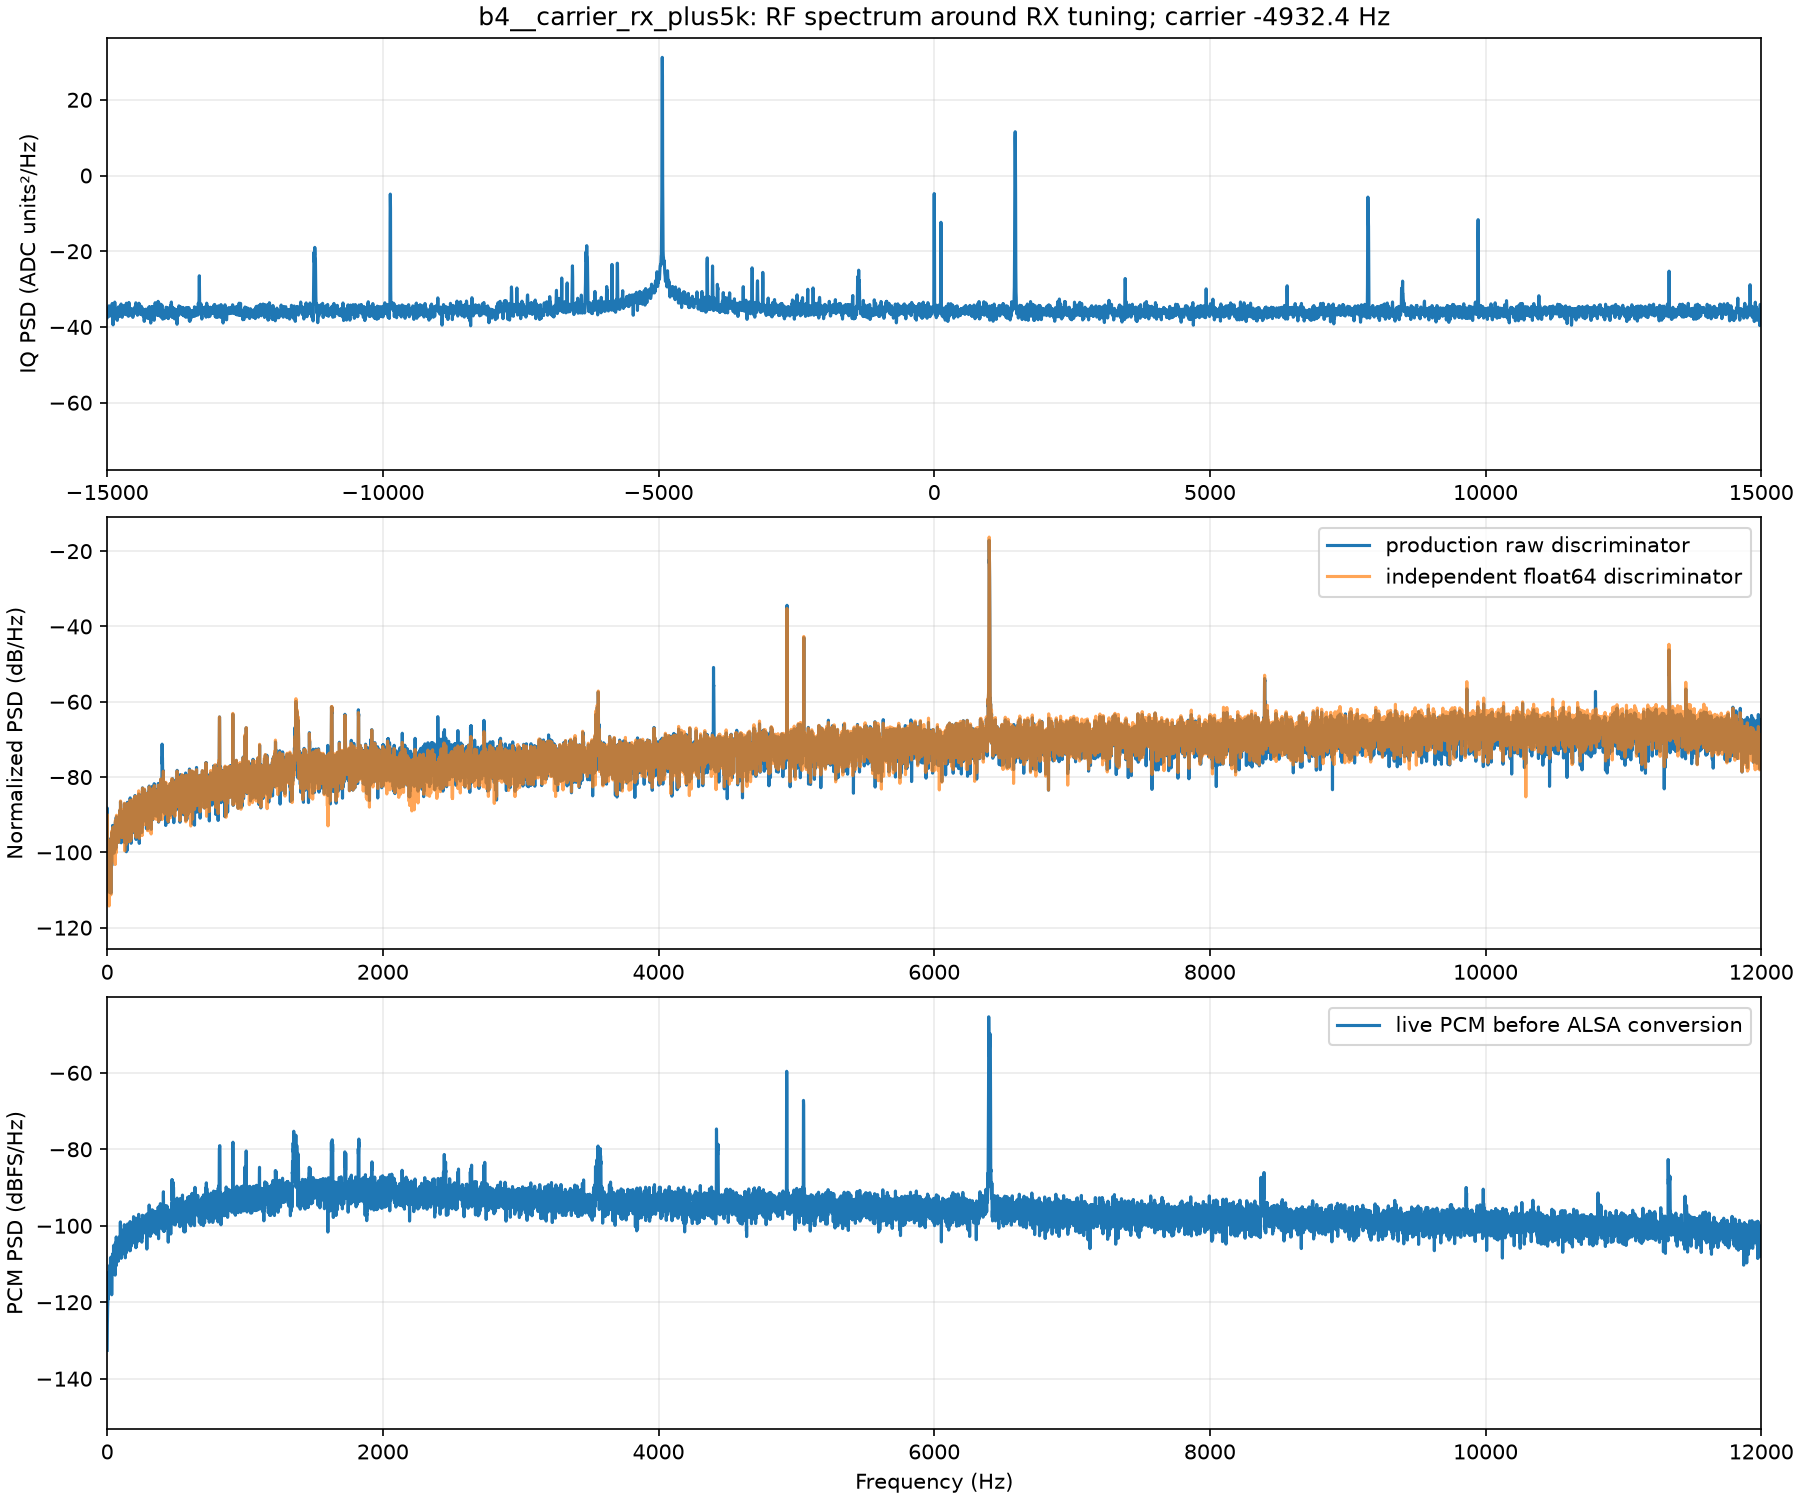 b4__carrier_rx_plus5k: RF spectrum around RX tuning; carrier -4932.4 Hz
IQ PSD (ADC units²/Hz)
20
0
−20
−40
−60
−15000 −10000 −5000 0 5000 10000 15000
Normalized PSD (dB/Hz)
production raw discriminator
independent float64 discriminator
−20
−40
−60
−80
−100
−120
0 2000 4000 6000 8000 10000 12000
PCM PSD (dBFS/Hz)
live PCM before ALSA conversion
−60
−80
−100
−120
−140
0 2000 4000 6000 8000 10000 12000
Frequency (Hz)